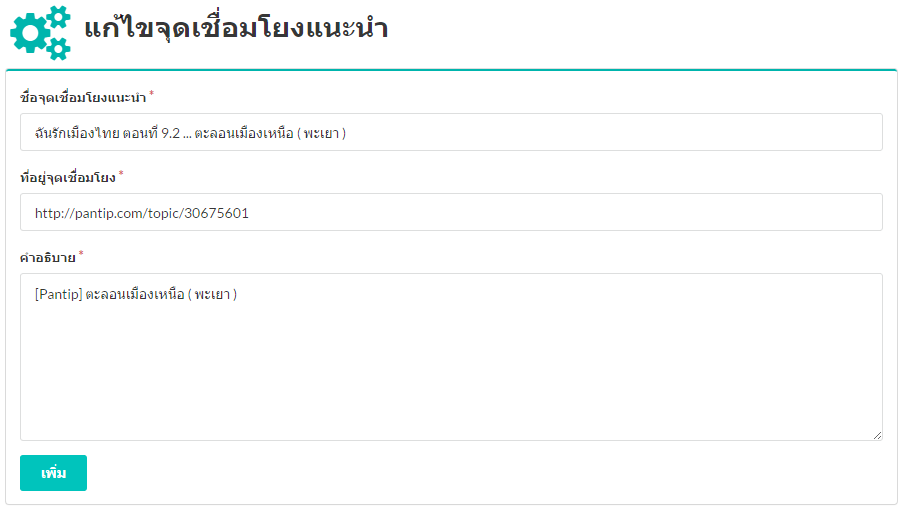 แก้ไขจุดเชื่อมโยงแนะนำ
ชื่อจุดเชื่อมโยงแนะนำ *
ฉันรักเมืองไทย ตอนที่ 9.2 ... ตะลอนเมืองเหนือ ( พะเยา )
ที่อยู่จุดเชื่อมโยง *
http://pantip.com/topic/30675601
คำอธิบาย *
[Pantip] ตะลอนเมืองเหนือ ( พะเยา )
เพิ่ม